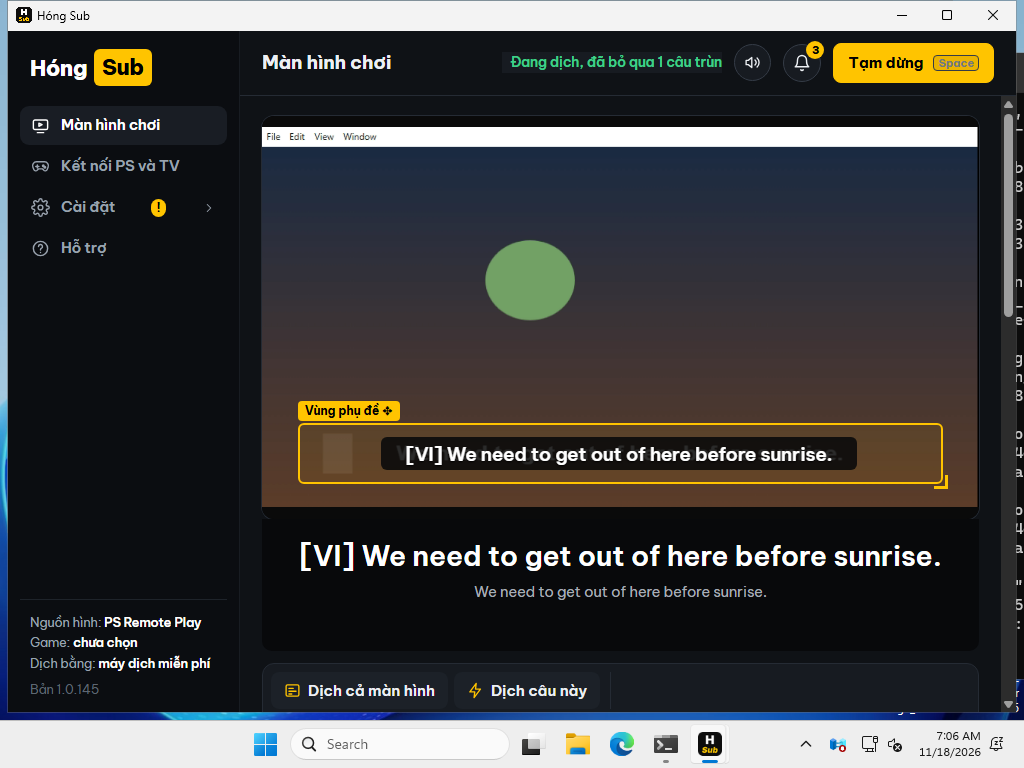 Hóng Sub
Hóng Sub
Màn hình chơi
Kết nối PS và TV
Cài đặt
!
Hỗ trợ
Nguồn hình: PS Remote Play
Game: chưa chọn
Dịch bằng: máy dịch miễn phí
Bản 1.0.145
Màn hình chơi
Đang dịch, đã bỏ qua 1 câu trùn
3
Tạm dừng Space
File Edit View Window
Vùng phụ đề
[VI] We need to get out of here before sunrise.
[VI] We need to get out of here before sunrise.
We need to get out of here before sunrise.
Dịch cả màn hình
Dịch câu này
Search
H
Sub
7:06 AM
11/18/2026